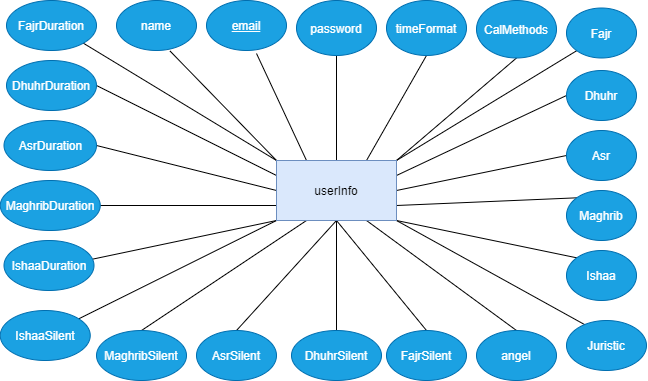 FajrDuration
name
email
password
timeFormat
CalMethods
Fajr
DhuhrDuration
Dhuhr
AsrDuration
Asr
userInfo
MaghribDuration
Maghrib
IshaaDuration
Ishaa
IshaaSilent
MaghribSilent
AsrSilent
DhuhrSilent
FajrSilent
angel
Juristic